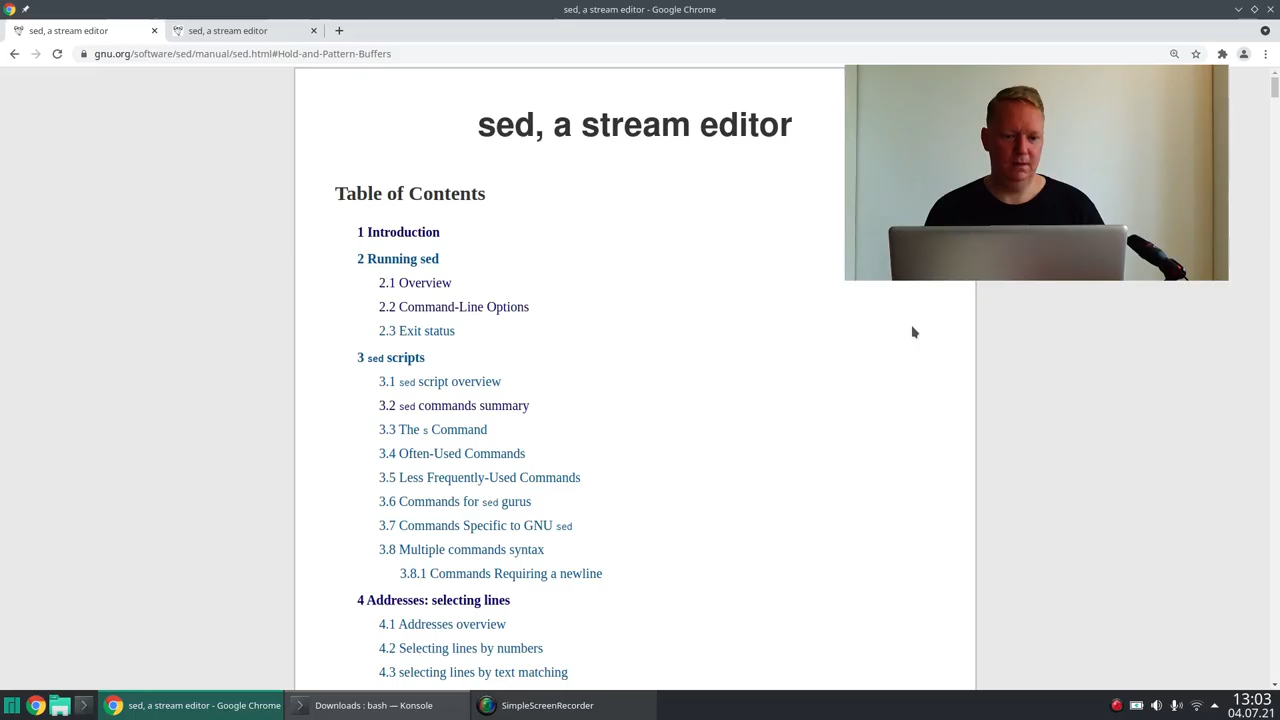 sed, a stream editor - Google Chrome
sed, a stream editor
sed, a stream editor
gnu.org/software/sed/manual/sed.html#Hold-and-Pattern-Buffers
sed, a stream editor
Table of Contents
1 Introduction
2 Running sed
2.1 Overview
2.2 Command-Line Options
2.3 Exit status
3 sed scripts
3.1 sed script overview
3.2 sed commands summary
3.3 The s Command
3.4 Often-Used Commands
3.5 Less Frequently-Used Commands
3.6 Commands for sed gurus
3.7 Commands Specific to GNU sed
3.8 Multiple commands syntax
3.8.1 Commands Requiring a newline
4 Addresses: selecting lines
4.1 Addresses overview
4.2 Selecting lines by numbers
4.3 selecting lines by text matching
sed, a stream editor - Google Chrome
Downloads : bash — Konsole
SimpleScreenRecorder
13:03
04.07.21